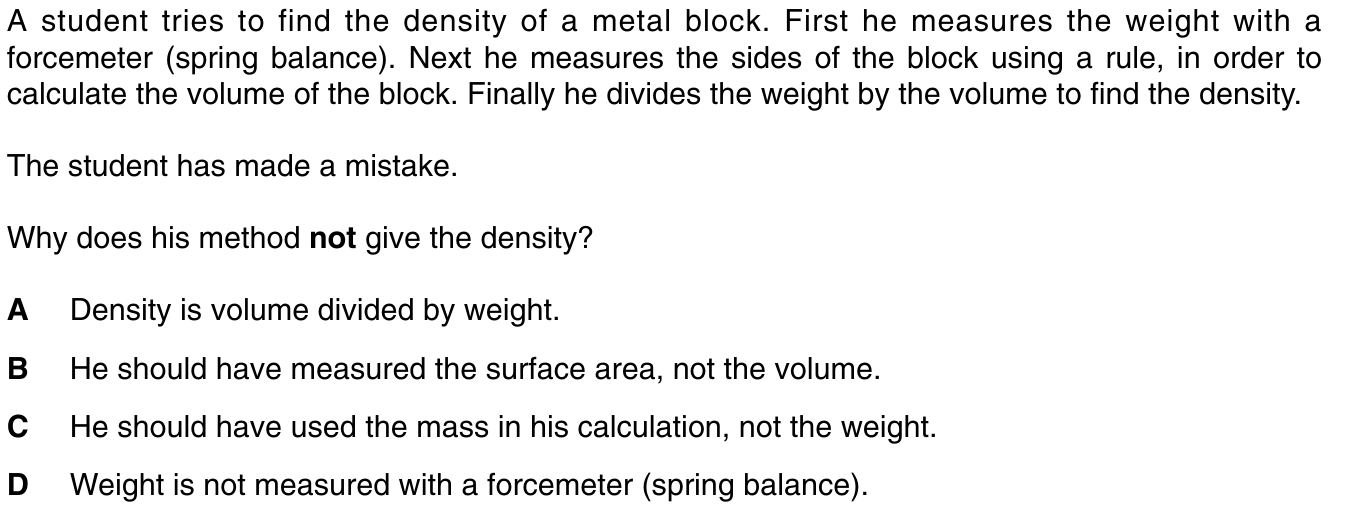 A student tries to find the density of a metal block. First he measures the weight with a
forcemeter (spring balance). Next he measures the sides of the block using a rule, in order to
calculate the volume of the block. Finally he divides the weight by the volume to find the density.
The student has made a mistake.
Why does his method not give the density?
A Density is volume divided by weight.
B He should have measured the surface area, not the volume.
C He should have used the mass in his calculation, not the weight.
D Weight is not measured with a forcemeter (spring balance).